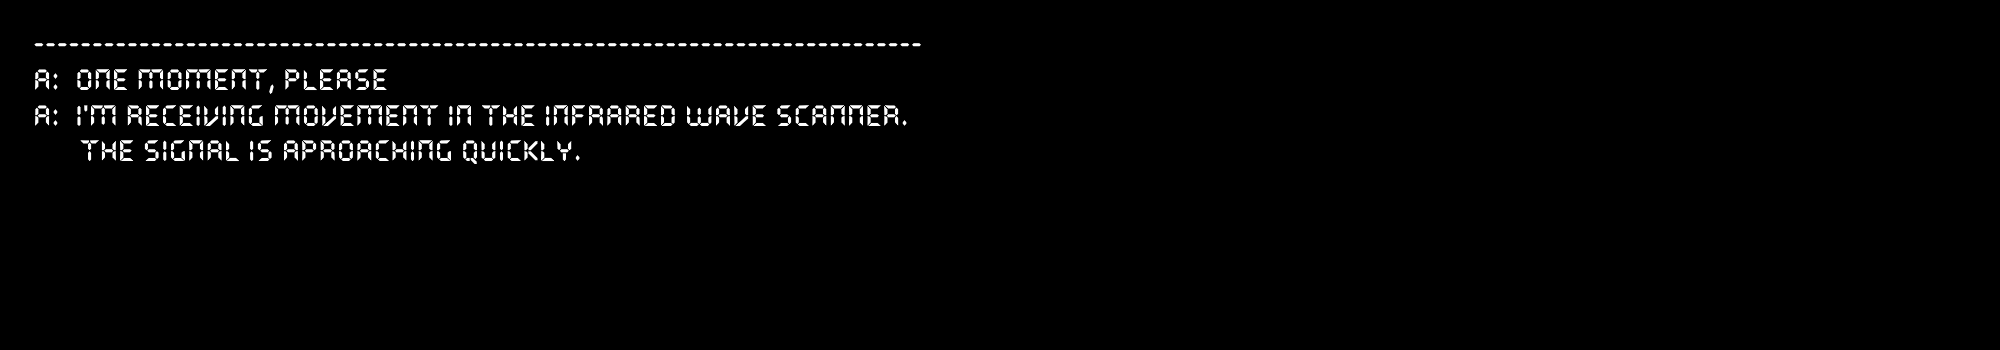 ----------------------------------------------------------------------------
A: ONE MOMENT, PLEASE
A: I'M RECEIVING MOVEMENT IN THE INFRARED WAVE SCANNER.
THE SIGNAL IS APROACHING QUICKLY.